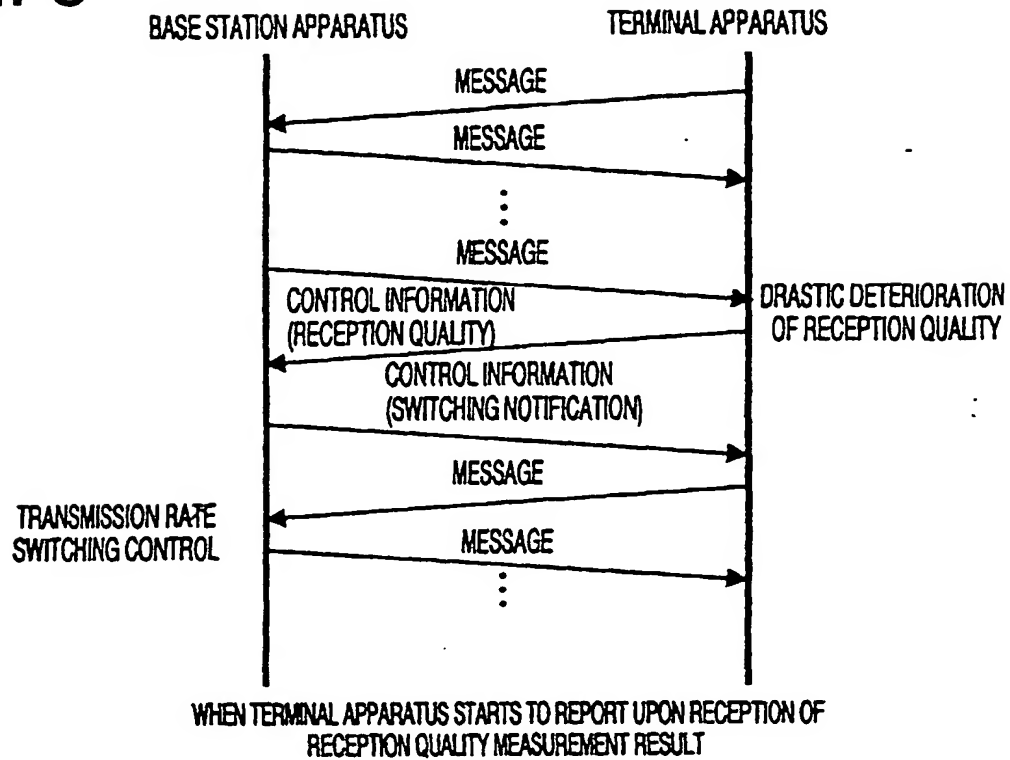 BASE STATION APPARATUS
TERMINAL APPARATUS
MESSAGE
MESSAGE
MESSAGE
CONTROL INFORMATION
(RECEPTION QUALITY)
DRASTIC DETERIORATION
OF RECEPTION QUALITY
CONTROL INFORMATION
(SWITCHING NOTIFICATION)
MESSAGE
TRANSMISSION RATE
SWITCHING CONTROL
MESSAGE
WHEN TERMINAL APPARATUS STARTS TO REPORT UPON RECEPTION OF
RECEPTION QUALITY MEASUREMENT RESULT